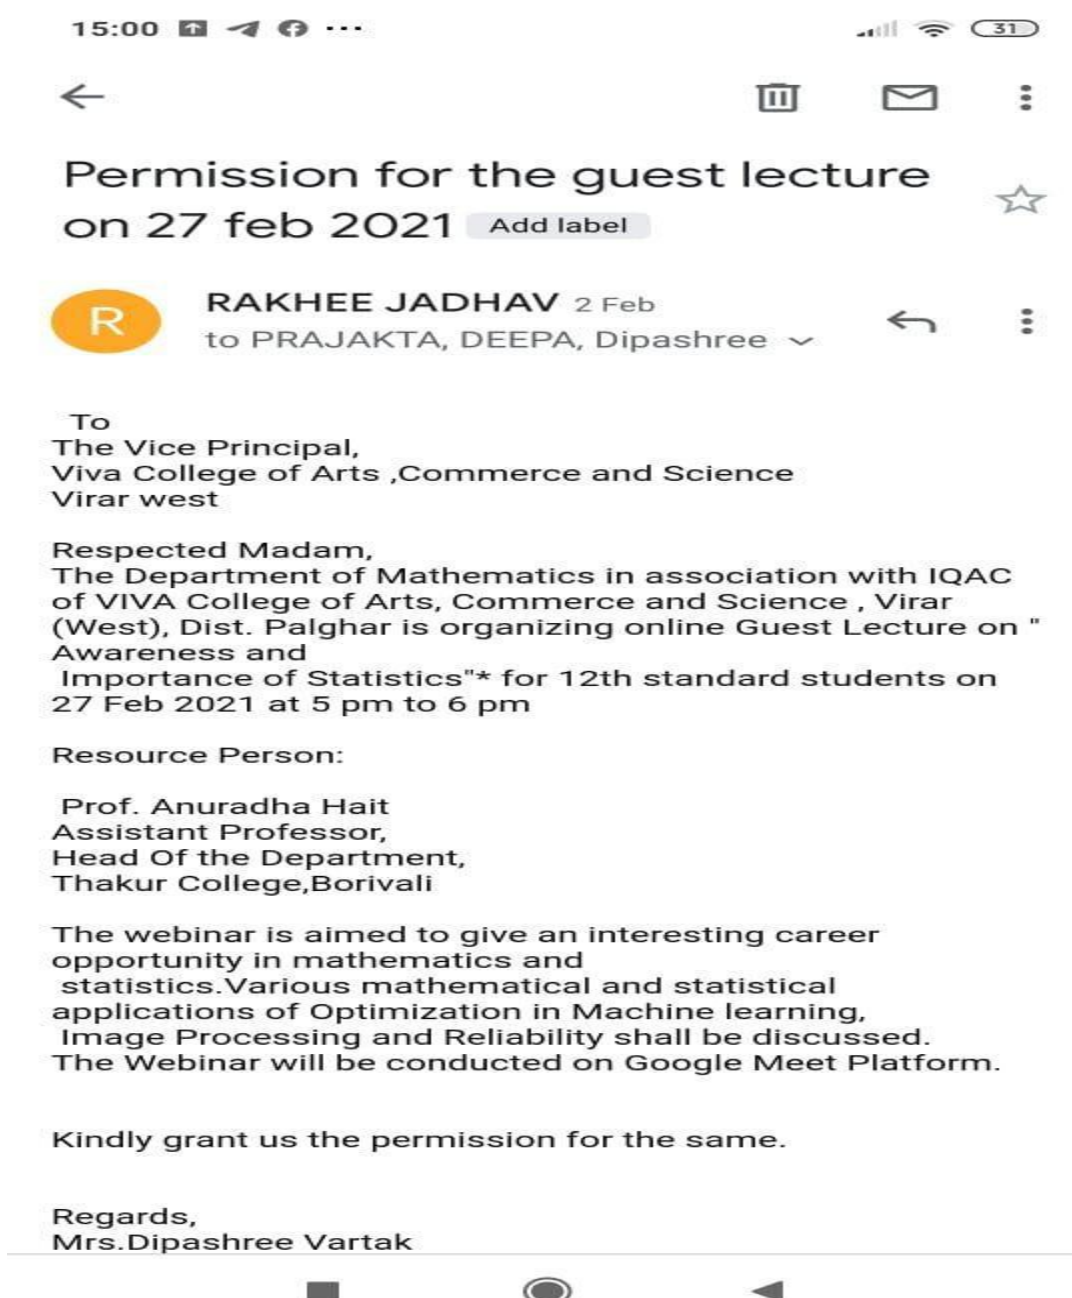 15:00
31
Permission for the guest lecture
on 27 feb 2021 Add label
R
RAKHEE JADHAV 2 Feb
to PRAJAKTA, DEEPA, Dipashree
To
The Vice Principal,
Viva College of Arts ,Commerce and Science
Virar west
Respected Madam,
The Department of Mathematics in association with IQAC
of VIVA College of Arts, Commerce and Science , Virar
(West), Dist. Palghar is organizing online Guest Lecture on "
Awareness and
Importance of Statistics"* for 12th standard students on
27 Feb 2021 at 5 pm to 6 pm
Resource Person:
Prof. Anuradha Hait
Assistant Professor,
Head Of the Department,
Thakur College,Borivali
The webinar is aimed to give an interesting career
opportunity in mathematics and
statistics.Various mathematical and statistical
applications of Optimization in Machine learning,
Image Processing and Reliability shall be discussed.
The Webinar will be conducted on Google Meet Platform.
Kindly grant us the permission for the same.
Regards,
Mrs.Dipashree Vartak